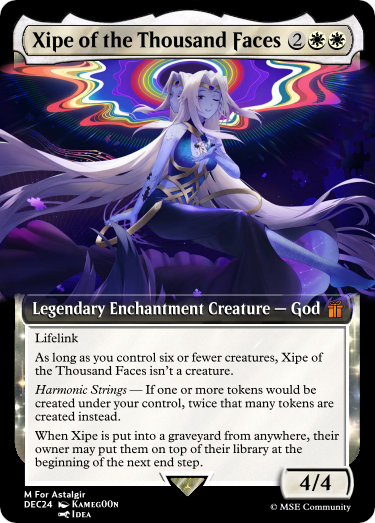 Xipe of the Thousand Faces 2
Legendary Enchantment Creature — God
Lifelink
As long as you control six or fewer creatures, Xipe of
the Thousand Faces isn't a creature.
Harmonic Strings — If one or more tokens would be
created under your control, twice that many tokens are
created instead.
When Xipe is put into a graveyard from anywhere, their
owner may put them on top of their library at the
beginning of the next end step.
4/4
M For Astalgir
DEC24 KAMEG0ON
IDEA
© MSE Community